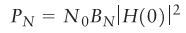 P_N = N_0 B_N |H(0)|^2